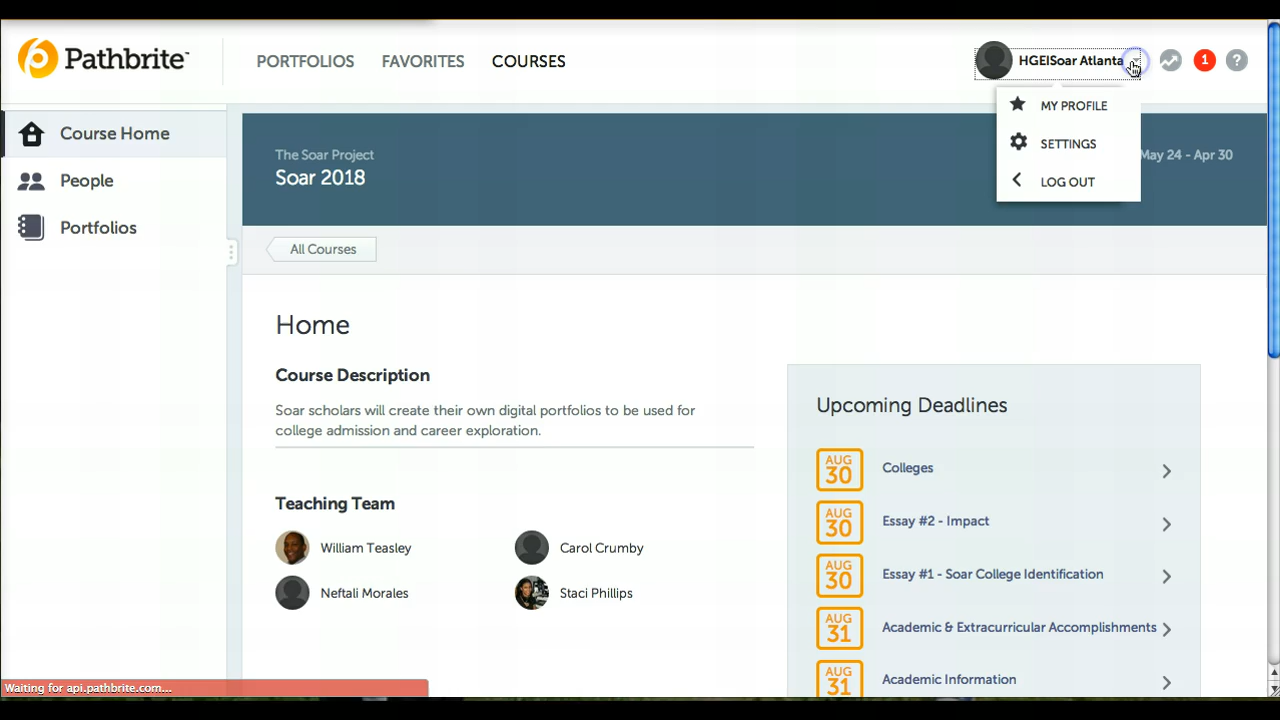 Pathbrite™
PORTFOLIOS FAVORITES COURSES
HGEISoar Atlanta
1 ?
MY PROFILE
SETTINGS
LOG OUT
Course Home
People
Portfolios
The Soar Project
Soar 2018
May 24 - Apr 30
All Courses
Home
Course Description
Soar scholars will create their own digital portfolios to be used for
college admission and career exploration.
Teaching Team
William Teasley
Carol Crumby
Neftali Morales
Staci Phillips
Upcoming Deadlines
AUG
30
Colleges
AUG
30
Essay #2 - Impact
AUG
30
Essay #1 - Soar College Identification
AUG
31
Academic & Extracurricular Accomplishments
AUG
31
Academic Information
Waiting for api.pathbrite.com...